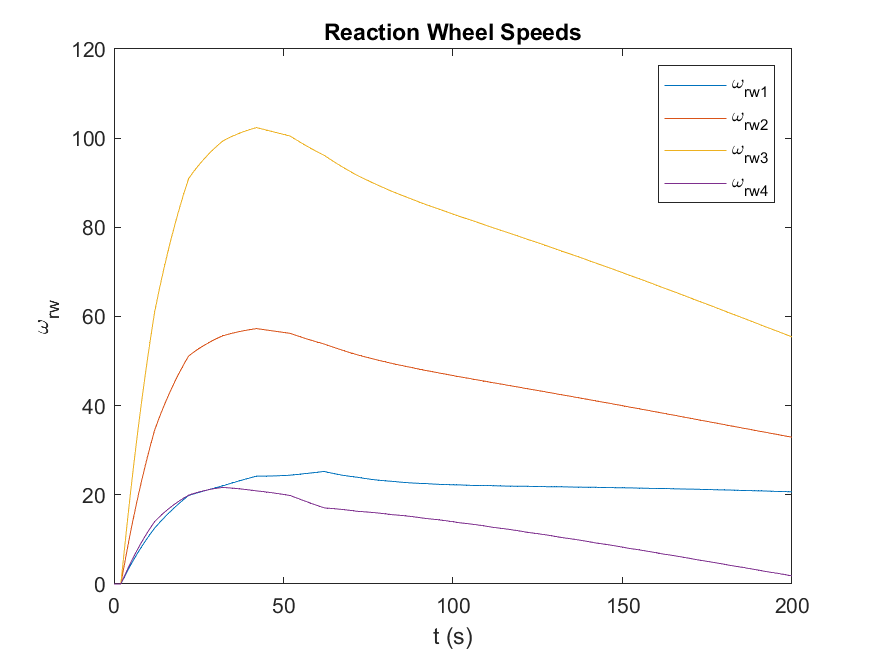 Reaction Wheel Speeds
120
100
80
60
40
20
0
ω_rw
ω_rw1
ω_rw2
ω_rw3
ω_rw4
0 50 100 150 200
t (s)